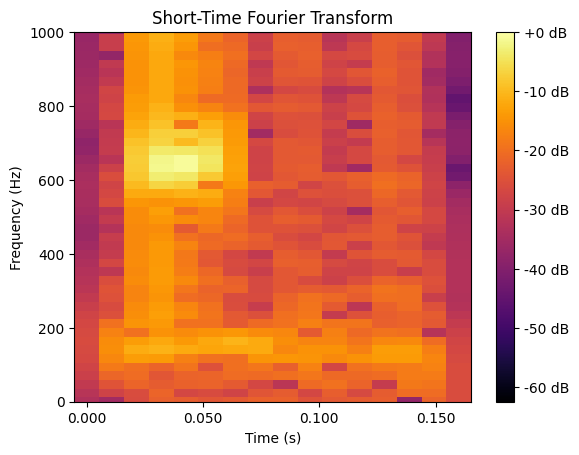 Short-Time Fourier Transform
Frequency (Hz)
1000
800
600
400
200
0
0.000
0.050
0.100
0.150
Time (s)
+0 dB
-10 dB
-20 dB
-30 dB
-40 dB
-50 dB
-60 dB